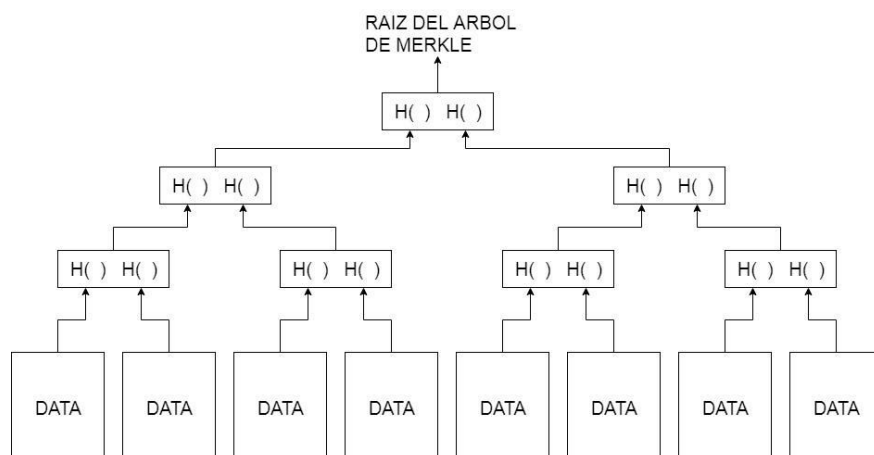 RAIZ DEL ARBOL
DE MERKLE
H( ) H( )
H( ) H( )
H( ) H( )
H( ) H( )
H( ) H( )
H( ) H( )
H( ) H( )
DATA
DATA
DATA
DATA
DATA
DATA
DATA
DATA